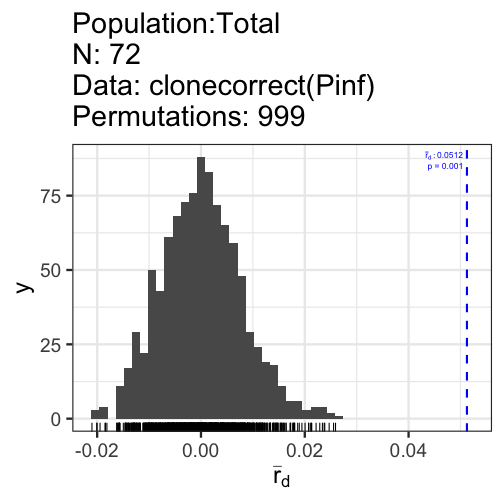 Population:Total
N: 72
Data: clonecorrect(Pinf)
Permutations: 999
r̄d : 0.0512
p = 0.001
75
50
25
0
y
-0.02 0.00 0.02 0.04
r̄d